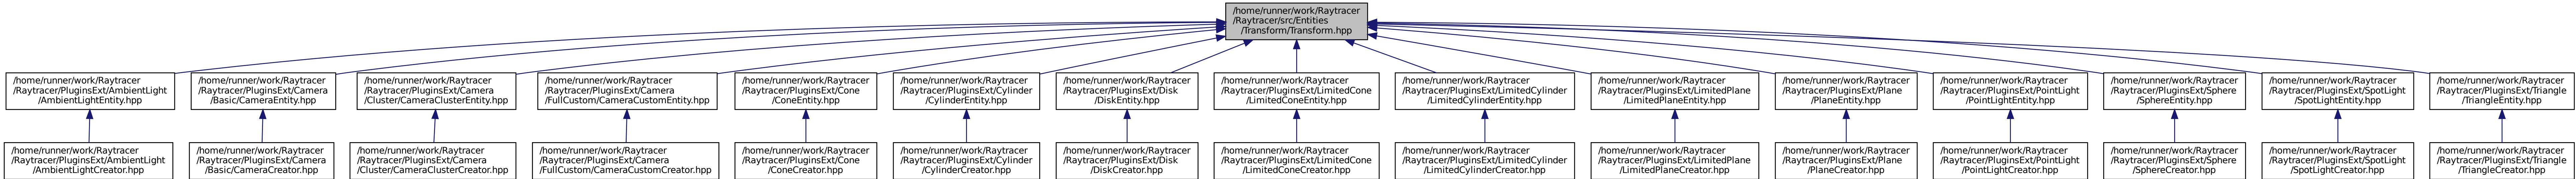 /home/runner/work/Raytracer
/Raytracer/src/Entities
/Transform/Transform.hpp
/home/runner/work/Raytracer
/Raytracer/PluginsExt/AmbientLight
/AmbientLightEntity.hpp
/home/runner/work/Raytracer
/Raytracer/PluginsExt/Camera
/Basic/CameraEntity.hpp
/home/runner/work/Raytracer
/Raytracer/PluginsExt/Camera
/Cluster/CameraClusterEntity.hpp
/home/runner/work/Raytracer
/Raytracer/PluginsExt/Camera
/FullCustom/CameraCustomEntity.hpp
/home/runner/work/Raytracer
/Raytracer/PluginsExt/Cone
/ConeEntity.hpp
/home/runner/work/Raytracer
/Raytracer/PluginsExt/Cylinder
/CylinderEntity.hpp
/home/runner/work/Raytracer
/Raytracer/PluginsExt/Disk
/DiskEntity.hpp
/home/runner/work/Raytracer
/Raytracer/PluginsExt/LimitedCone
/LimitedConeEntity.hpp
/home/runner/work/Raytracer
/Raytracer/PluginsExt/LimitedCylinder
/LimitedCylinderEntity.hpp
/home/runner/work/Raytracer
/Raytracer/PluginsExt/LimitedPlane
/LimitedPlaneEntity.hpp
/home/runner/work/Raytracer
/Raytracer/PluginsExt/Plane
/PlaneEntity.hpp
/home/runner/work/Raytracer
/Raytracer/PluginsExt/PointLight
/PointLightEntity.hpp
/home/runner/work/Raytracer
/Raytracer/PluginsExt/Sphere
/SphereEntity.hpp
/home/runner/work/Raytracer
/Raytracer/PluginsExt/SpotLight
/SpotLightEntity.hpp
/home/runner/work/Raytracer
/Raytracer/PluginsExt/Triangle
/TriangleEntity.hpp
/home/runner/work/Raytracer
/Raytracer/PluginsExt/AmbientLight
/AmbientLightCreator.hpp
/home/runner/work/Raytracer
/Raytracer/PluginsExt/Camera
/Basic/CameraCreator.hpp
/home/runner/work/Raytracer
/Raytracer/PluginsExt/Camera
/Cluster/CameraClusterCreator.hpp
/home/runner/work/Raytracer
/Raytracer/PluginsExt/Camera
/FullCustom/CameraCustomCreator.hpp
/home/runner/work/Raytracer
/Raytracer/PluginsExt/Cone
/ConeCreator.hpp
/home/runner/work/Raytracer
/Raytracer/PluginsExt/Cylinder
/CylinderCreator.hpp
/home/runner/work/Raytracer
/Raytracer/PluginsExt/Disk
/DiskCreator.hpp
/home/runner/work/Raytracer
/Raytracer/PluginsExt/LimitedCone
/LimitedConeCreator.hpp
/home/runner/work/Raytracer
/Raytracer/PluginsExt/LimitedCylinder
/LimitedCylinderCreator.hpp
/home/runner/work/Raytracer
/Raytracer/PluginsExt/LimitedPlane
/LimitedPlaneCreator.hpp
/home/runner/work/Raytracer
/Raytracer/PluginsExt/Plane
/PlaneCreator.hpp
/home/runner/work/Raytracer
/Raytracer/PluginsExt/PointLight
/PointLightCreator.hpp
/home/runner/work/Raytracer
/Raytracer/PluginsExt/Sphere
/SphereCreator.hpp
/home/runner/work/Raytracer
/Raytracer/PluginsExt/SpotLight
/SpotLightCreator.hpp
/home/runner/work/Raytracer
/Raytracer/PluginsExt/Triangle
/TriangleCreator.hpp